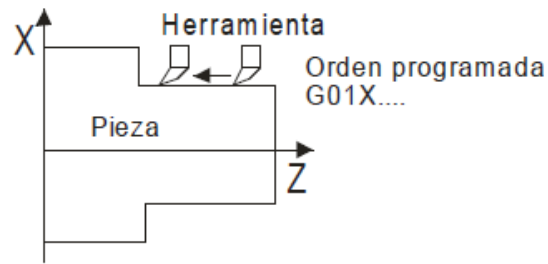 Herramienta
X
Orden programada
G01X....
Pieza
Z